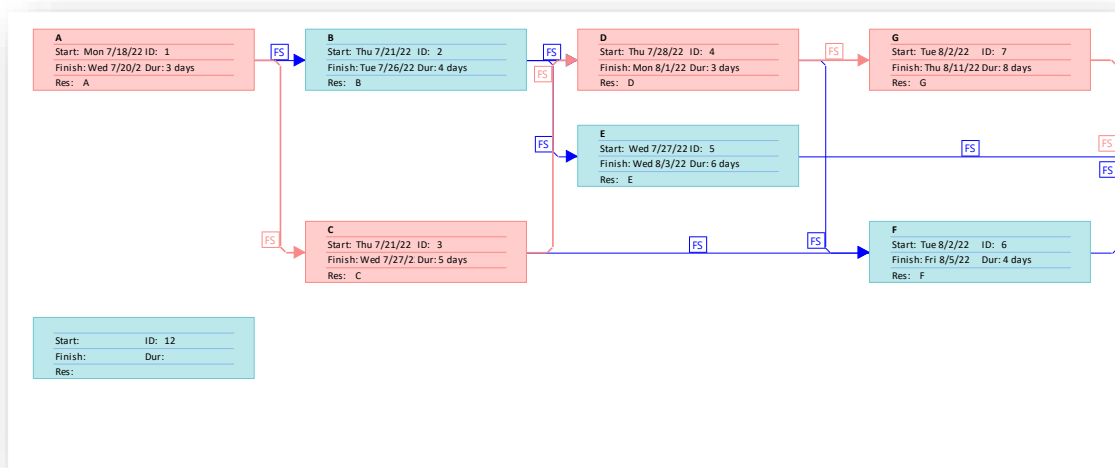 A
Start: Mon 7/18/22 ID: 1
Finish: Wed 7/20/2 Dur: 3 days
Res: A
FS
B
Start: Thu 7/21/22 ID: 2
Finish: Tue 7/26/22 Dur: 4 days
Res: B
FS
FS
D
Start: Thu 7/28/22 ID: 4
Finish: Mon 8/1/22 Dur: 3 days
Res: D
FS
G
Start: Tue 8/2/22 ID: 7
Finish: Thu 8/11/22 Dur: 8 days
Res: G
FS
E
Start: Wed 7/27/22 ID: 5
Finish: Wed 8/3/22 Dur: 6 days
Res: E
FS
FS
FS
FS
C
Start: Thu 7/21/22 ID: 3
Finish: Wed 7/27/2 Dur: 5 days
Res: C
FS
FS
F
Start: Tue 8/2/22 ID: 6
Finish: Fri 8/5/22 Dur: 4 days
Res: F
Start: ID: 12
Finish: Dur:
Res: